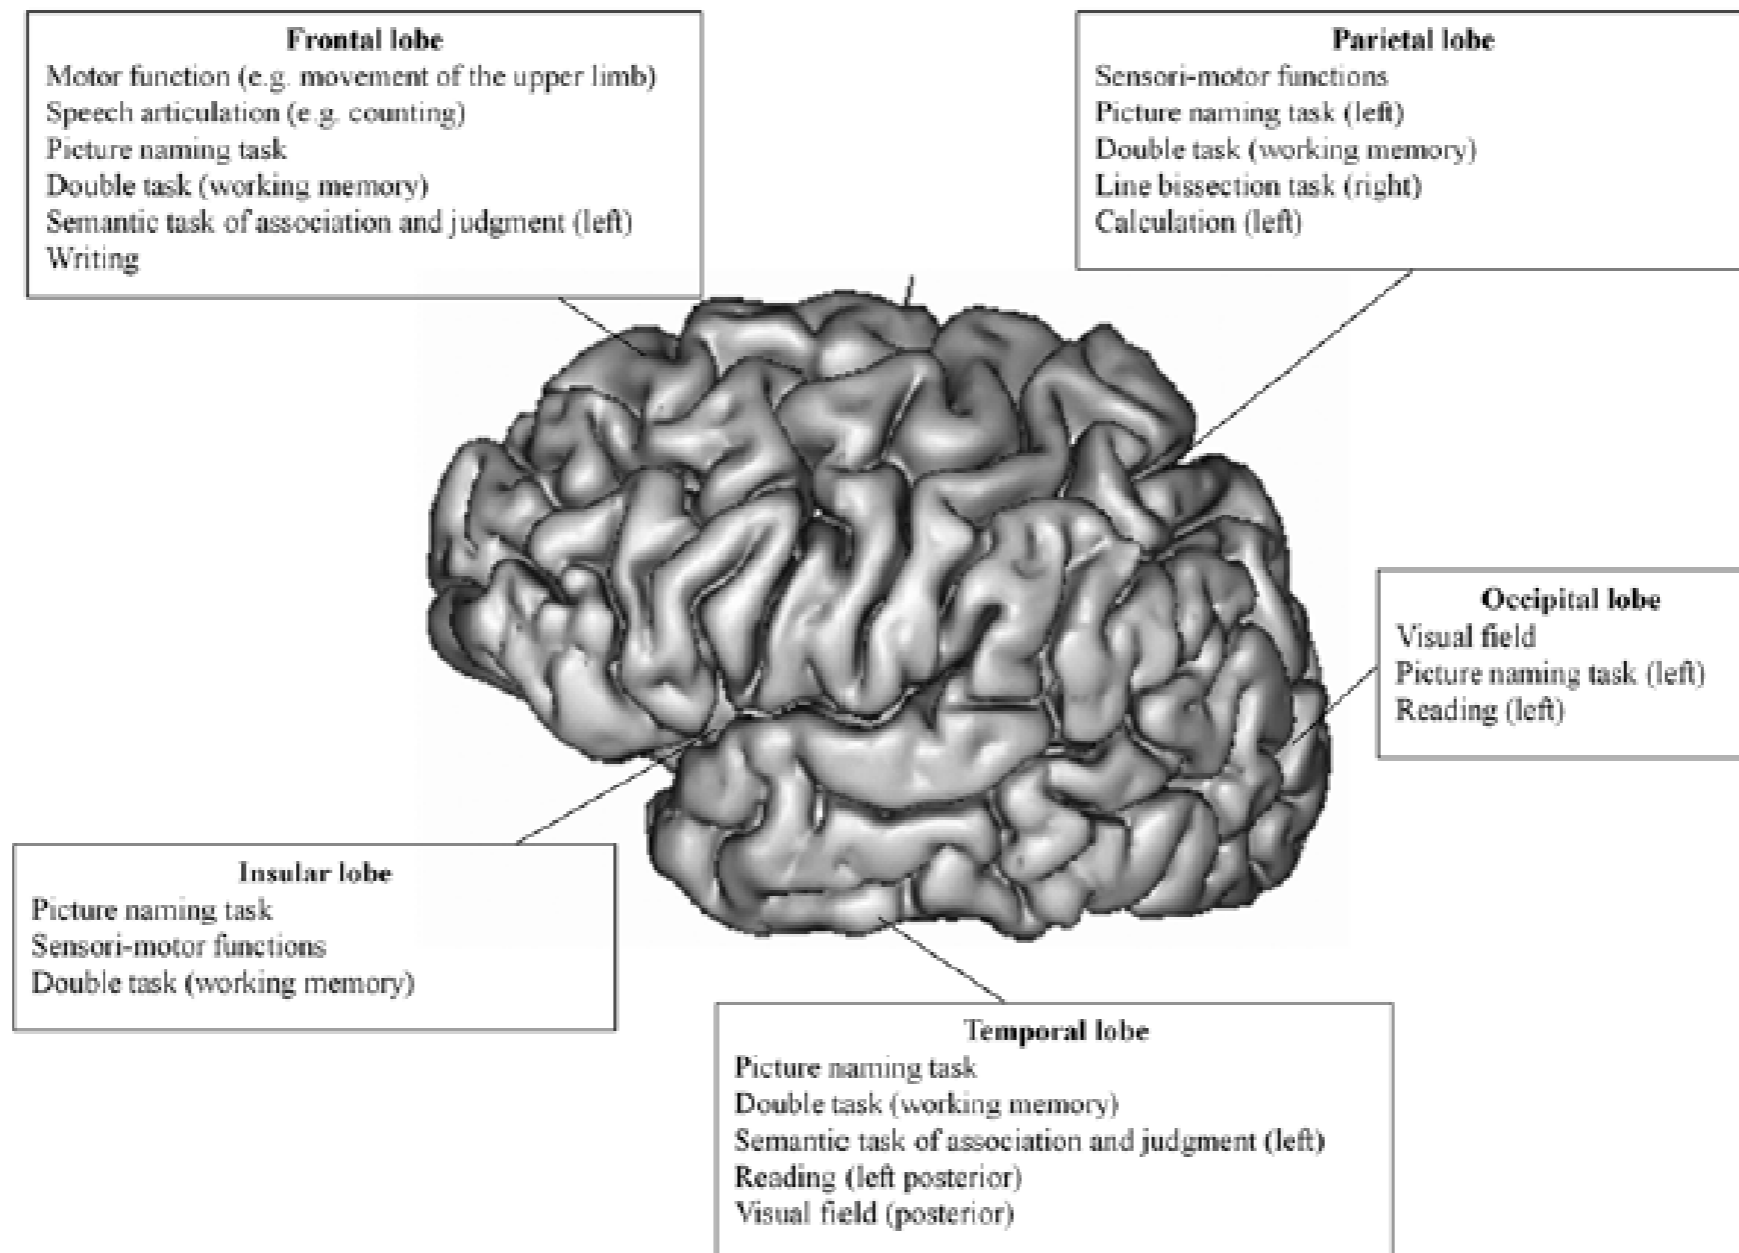 Frontal lobe
Motor function (e.g. movement of the upper limb)
Speech articulation (e.g. counting)
Picture naming task
Double task (working memory)
Semantic task of association and judgment (left)
Writing
Parietal lobe
Sensori-motor functions
Picture naming task (left)
Double task (working memory)
Line bissection task (right)
Calculation (left)
Occipital lobe
Visual field
Picture naming task (left)
Reading (left)
Insular lobe
Picture naming task
Sensori-motor functions
Double task (working memory)
Temporal lobe
Picture naming task
Double task (working memory)
Semantic task of association and judgment (left)
Reading (left posterior)
Visual field (posterior)